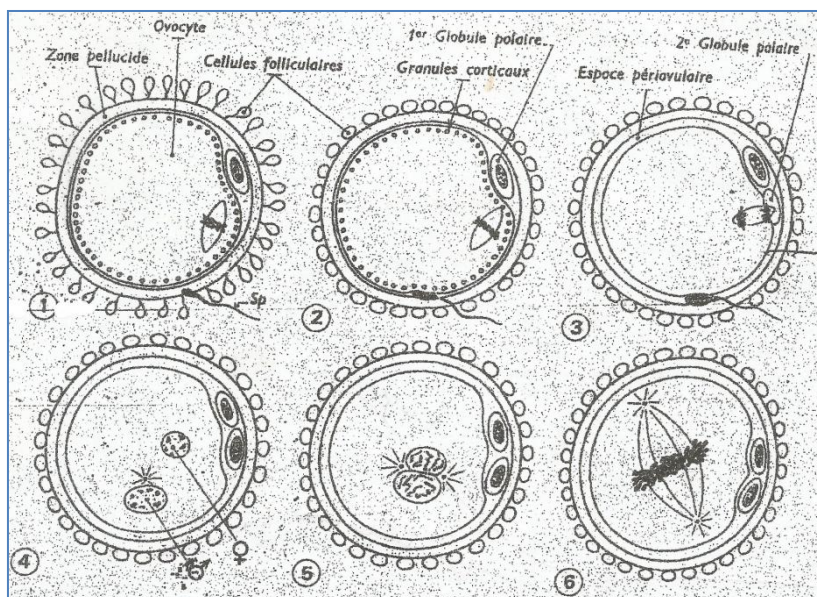 Ovocyte
Zone pellucide
Cellules folliculaires
1er Globule polaire
Granules corticaux
2e Globule polaire
Espace périovulaire
Sp
1
2
3
♂
♀
4
5
6